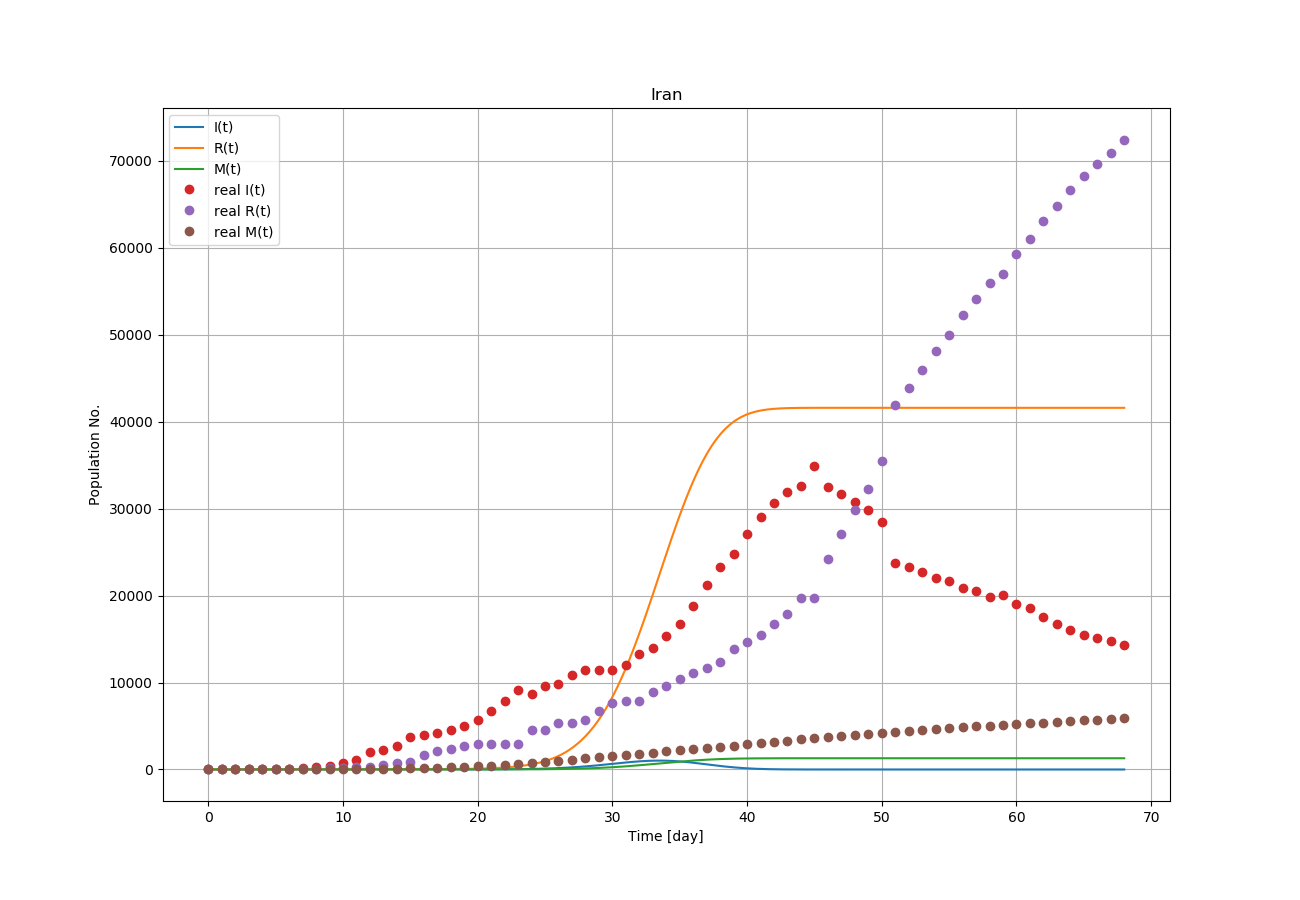 Iran
I(t)
R(t)
M(t)
real I(t)
real R(t)
real M(t)
70000
60000
50000
40000
30000
20000
10000
0
Population No.
0 10 20 30 40 50 60 70
Time [day]